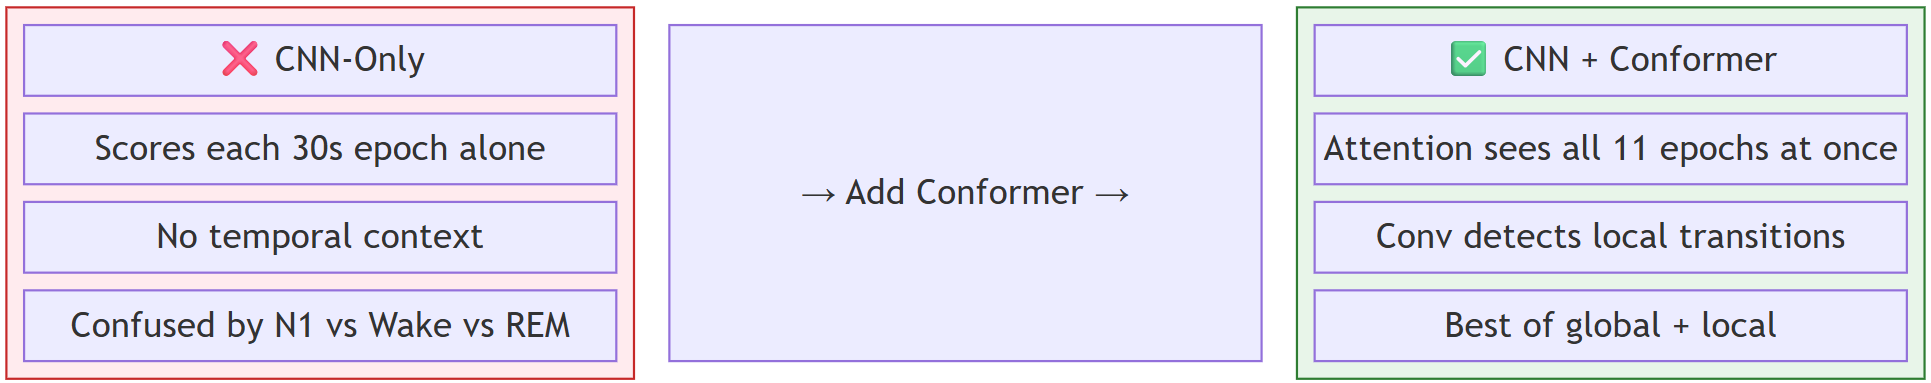 ❌ CNN-Only
Scores each 30s epoch alone
No temporal context
Confused by N1 vs Wake vs REM
→ Add Conformer →
✅ CNN + Conformer
Attention sees all 11 epochs at once
Conv detects local transitions
Best of global + local